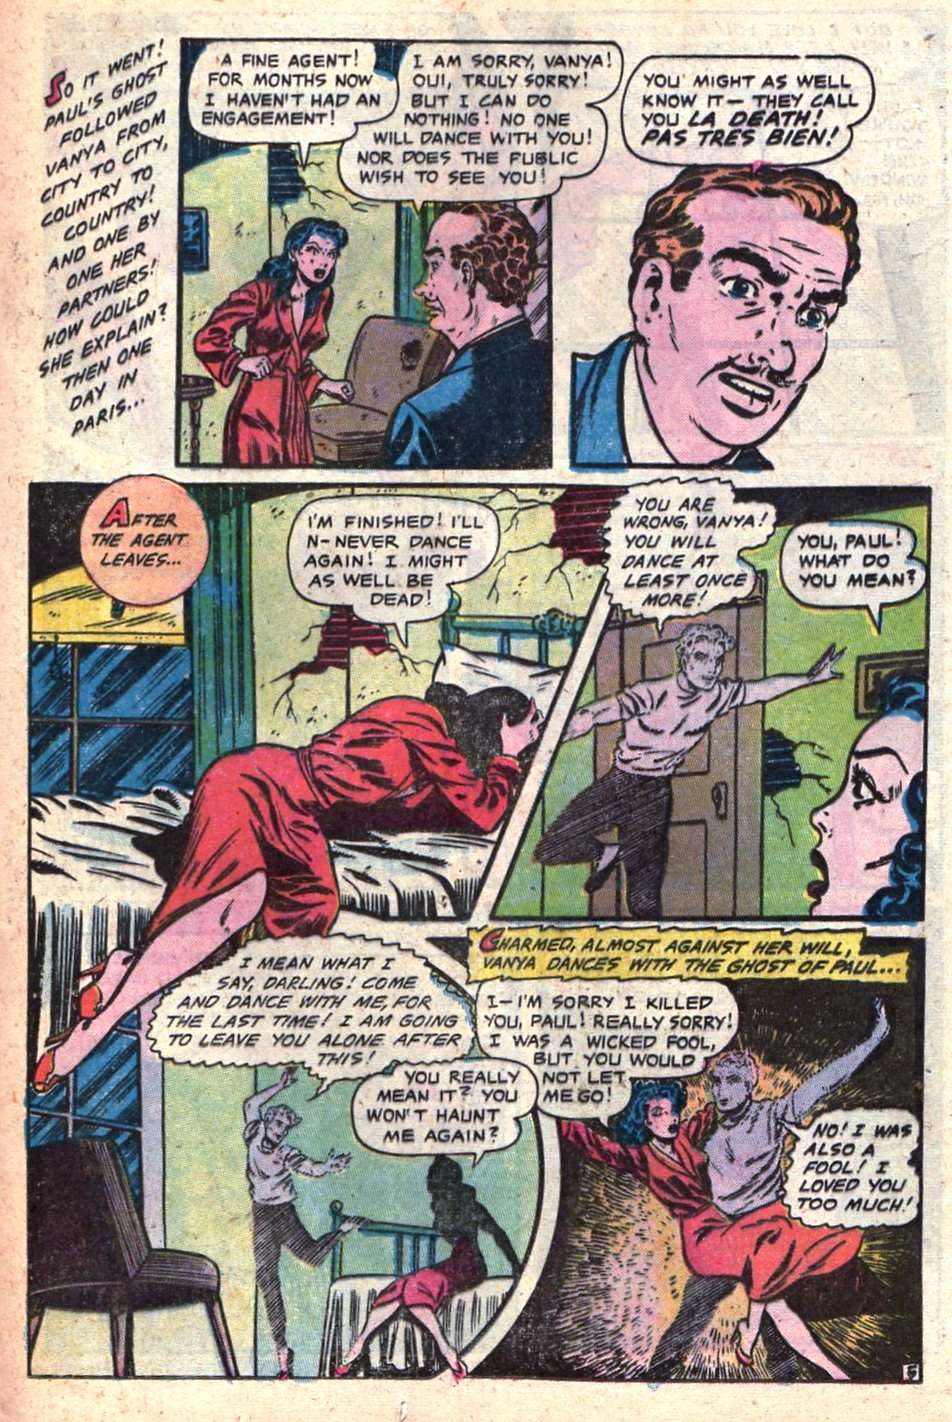 SO IT WENT!
PAUL'S GHOST
FOLLOWED
VANYA FROM
CITY TO CITY,
COUNTRY TO
COUNTRY!
AND ONE BY
ONE HER
PARTNERS!
HOW COULD
SHE EXPLAIN?
THEN ONE
DAY IN
PARIS...
A FINE AGENT!
FOR MONTHS NOW
I HAVEN'T HAD AN
ENGAGEMENT!
I AM SORRY, VANYA!
OUI, TRULY SORRY!
BUT I CAN DO
NOTHING! NO ONE
WILL DANCE WITH YOU!
NOR DOES THE PUBLIC
WISH TO SEE YOU!
YOU MIGHT AS WELL
KNOW IT— THEY CALL
YOU LA DEATH!
PAS TRES BIEN!
AFTER
THE AGENT
LEAVES...
I'M FINISHED! I'LL
N-NEVER DANCE
AGAIN! I MIGHT
AS WELL BE
DEAD!
YOU ARE
WRONG, VANYA!
YOU WILL
DANCE AT
LEAST ONCE
MORE!
YOU, PAUL!
WHAT DO
YOU MEAN?
I MEAN WHAT I
SAY, DARLING! COME
AND DANCE WITH ME, FOR
THE LAST TIME! I AM GOING
TO LEAVE YOU ALONE AFTER
THIS!
YOU REALLY
MEAN IT? YOU
WON'T HAUNT
ME AGAIN?
CHARMED, ALMOST AGAINST HER WILL,
VANYA DANCES WITH THE GHOST OF PAUL...
I-I'M SORRY I KILLED
YOU, PAUL! REALLY SORRY!
I WAS A WICKED FOOL,
BUT YOU WOULD
NOT LET
ME GO!
NO! I WAS
ALSO A
FOOL! I
LOVED YOU
TOO MUCH!